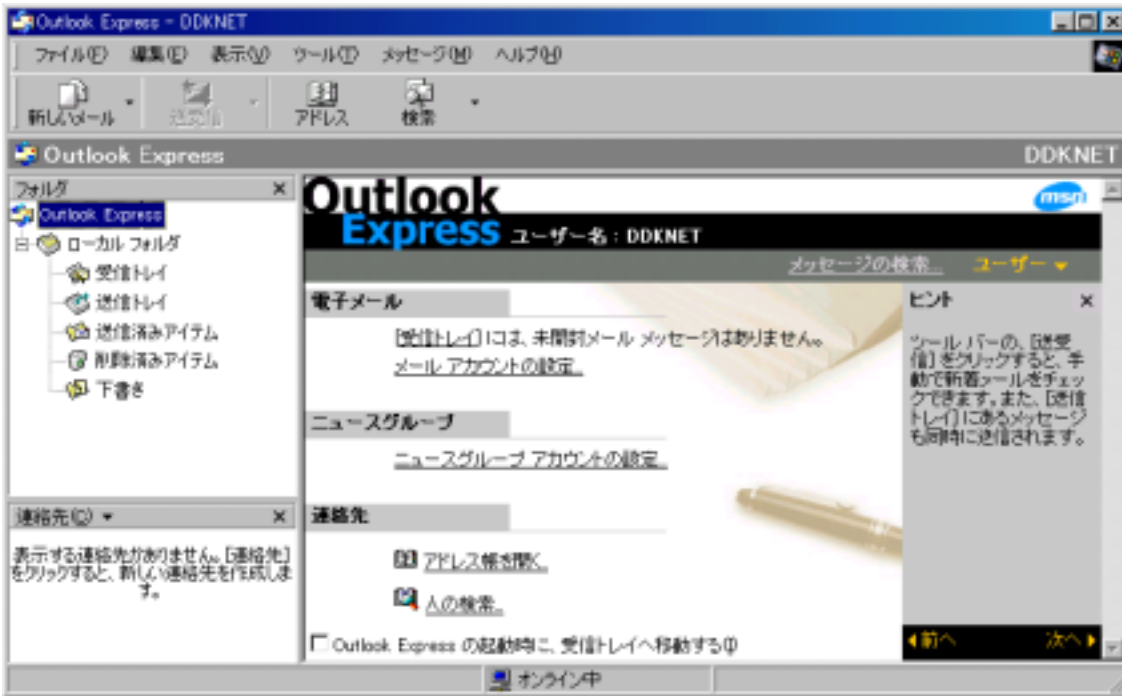 Outlook Express - DDKNET
ファイル(F) 編集(E) 表示(V) ツール(T) メッセージ(M) ヘルプ(H)
新しいメール 送受信 アドレス 検索
Outlook Express DDKNET
フォルダ
Outlook Express
ローカル フォルダ
受信トレイ
送信トレイ
送信済みアイテム
削除済みアイテム
下書き
連絡先(C)
表示する連絡先がありません。[連絡先]
をクリックすると、新しい連絡先を作成しま
す。
Outlook
Express ユーザー名 : DDKNET
msn
メッセージの検索... ユーザー
電子メール
[受信トレイ] には、未開封メール メッセージはありません。
メール アカウントの設定...
ニュースグループ
ニュースグループ アカウントの設定...
連絡先
アドレス帳を開く...
人の検索...
Outlook Express の起動時に、受信トレイへ移動する(I)
ヒント
ツール バーの、[送受
信] をクリックすると、手
動で新着メールをチェッ
クできます。また、[送信
トレイ] にあるメッセージ
も同時に送信されます。
前へ 次へ
オンライン中